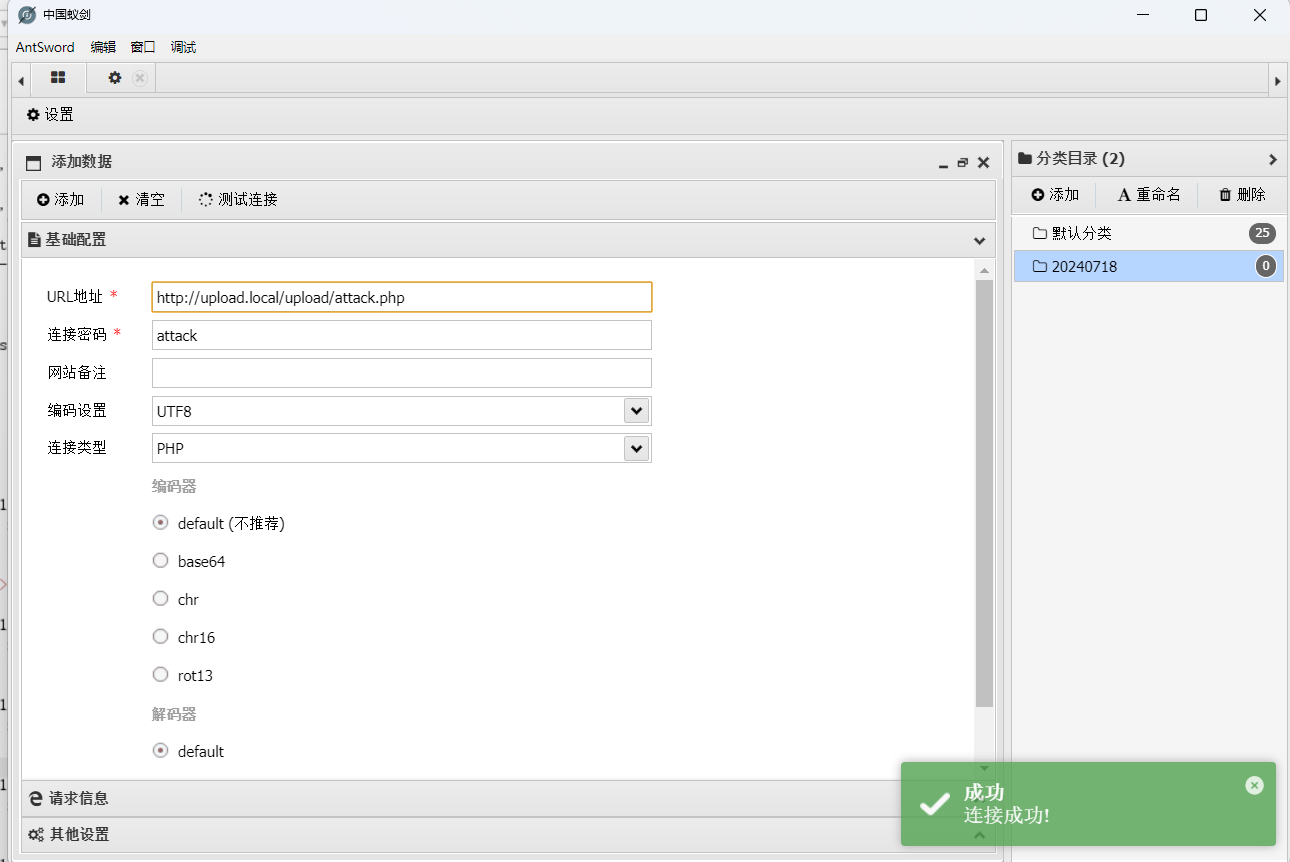 中国蚁剑
AntSword 编辑 窗口 调试
设置
添加数据
添加 清空 测试连接
基础配置
URL地址 * http://upload.local/upload/attack.php
连接密码 * attack
网站备注
编码设置 UTF8
连接类型 PHP
编码器
default (不推荐)
base64
chr
chr16
rot13
解码器
default
请求信息
其他设置
分类目录 (2)
添加 重命名 删除
默认分类 25
20240718 0
成功
连接成功!